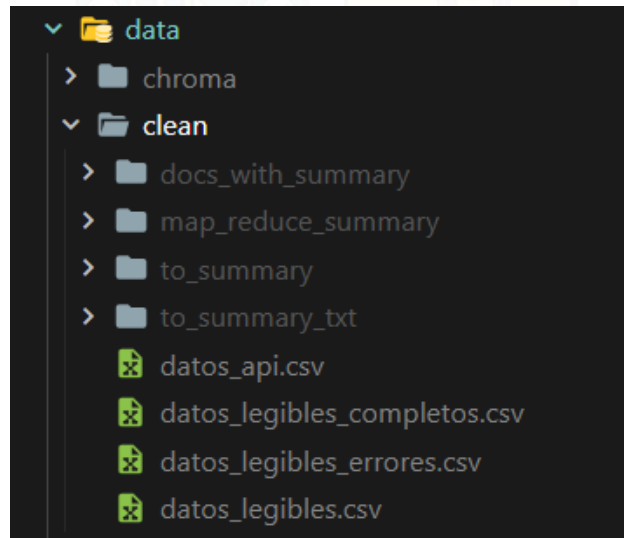 data
chroma
clean
docs_with_summary
map_reduce_summary
to_summary
to_summary_txt
datos_api.csv
datos_legibles_completos.csv
datos_legibles_errores.csv
datos_legibles.csv